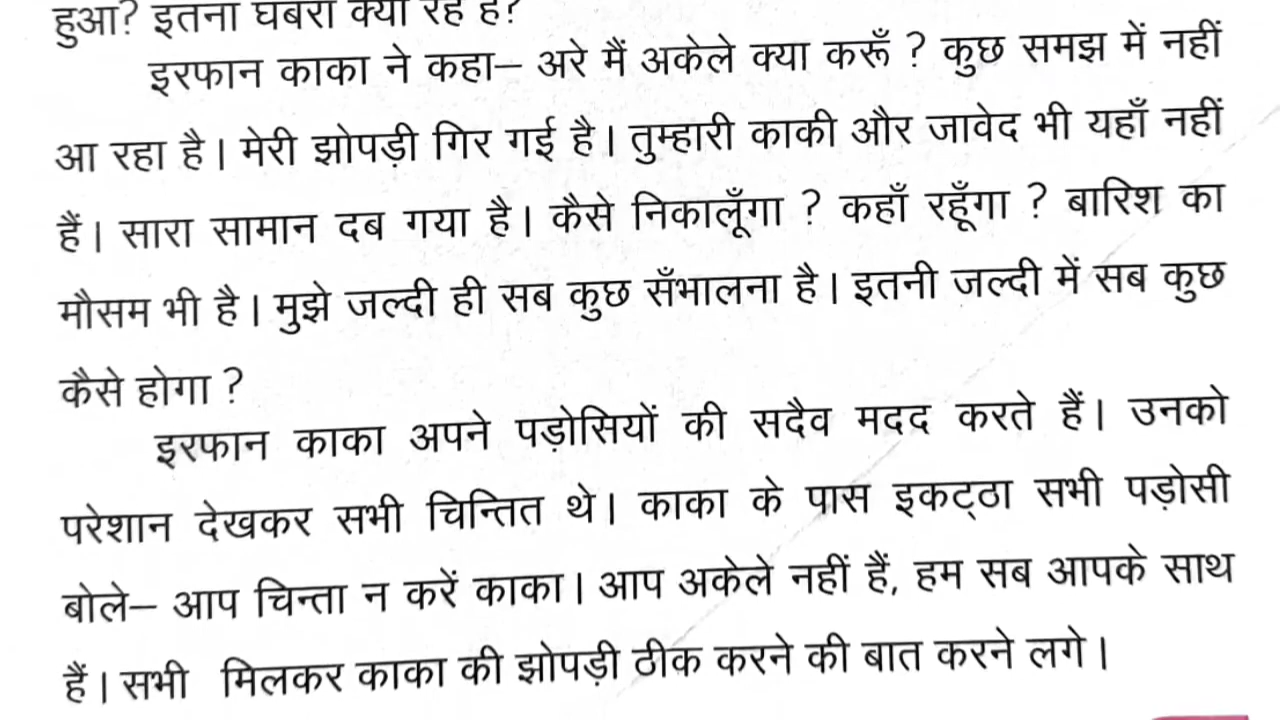 हुआ? इतना घबरा क्यों रहे हैं?
इरफान काका ने कहा– अरे मैं अकेले क्या करूँ ? कुछ समझ में नहीं
आ रहा है। मेरी झोपड़ी गिर गई है। तुम्हारी काकी और जावेद भी यहाँ नहीं
हैं। सारा सामान दब गया है। कैसे निकालूँगा ? कहाँ रहूँगा ? बारिश का
मौसम भी है। मुझे जल्दी ही सब कुछ सँभालना है। इतनी जल्दी में सब कुछ
कैसे होगा ?
इरफान काका अपने पड़ोसियों की सदैव मदद करते हैं। उनको
परेशान देखकर सभी चिन्तित थे। काका के पास इकट्ठा सभी पड़ोसी
बोले– आप चिन्ता न करें काका। आप अकेले नहीं हैं, हम सब आपके साथ
हैं। सभी मिलकर काका की झोपड़ी ठीक करने की बात करने लगे।